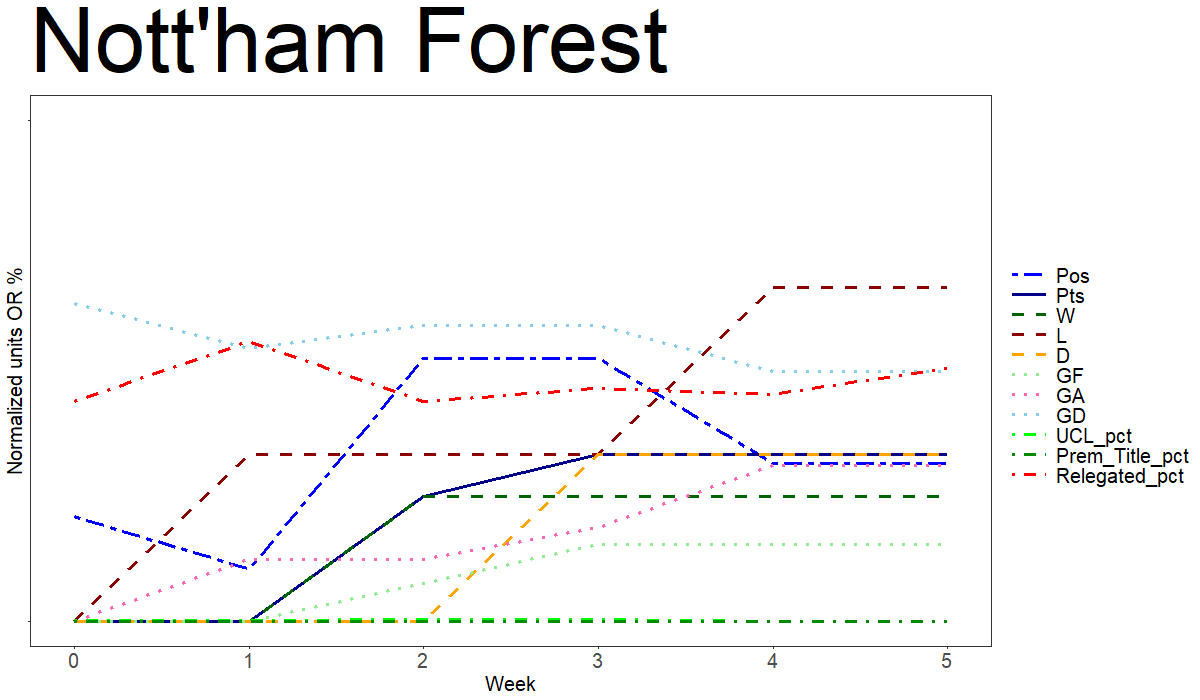 Nott'ham Forest
Normalized units OR %
0 1 2 3 4 5
Week
Pos
Pts
W
L
D
GF
GA
GD
UCL_pct
Prem_Title_pct
Relegated_pct